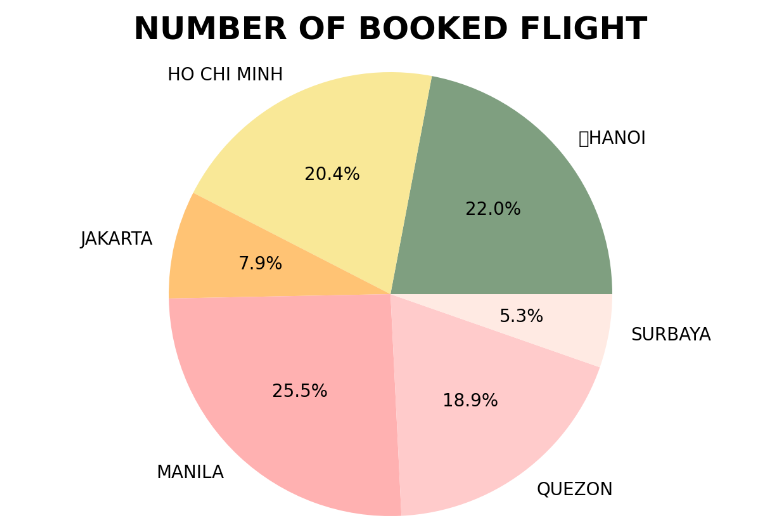 NUMBER OF BOOKED FLIGHT
HO CHI MINH
HANOI
20.4%
22.0%
JAKARTA
7.9%
5.3%
SURBAYA
25.5%
18.9%
MANILA
QUEZON